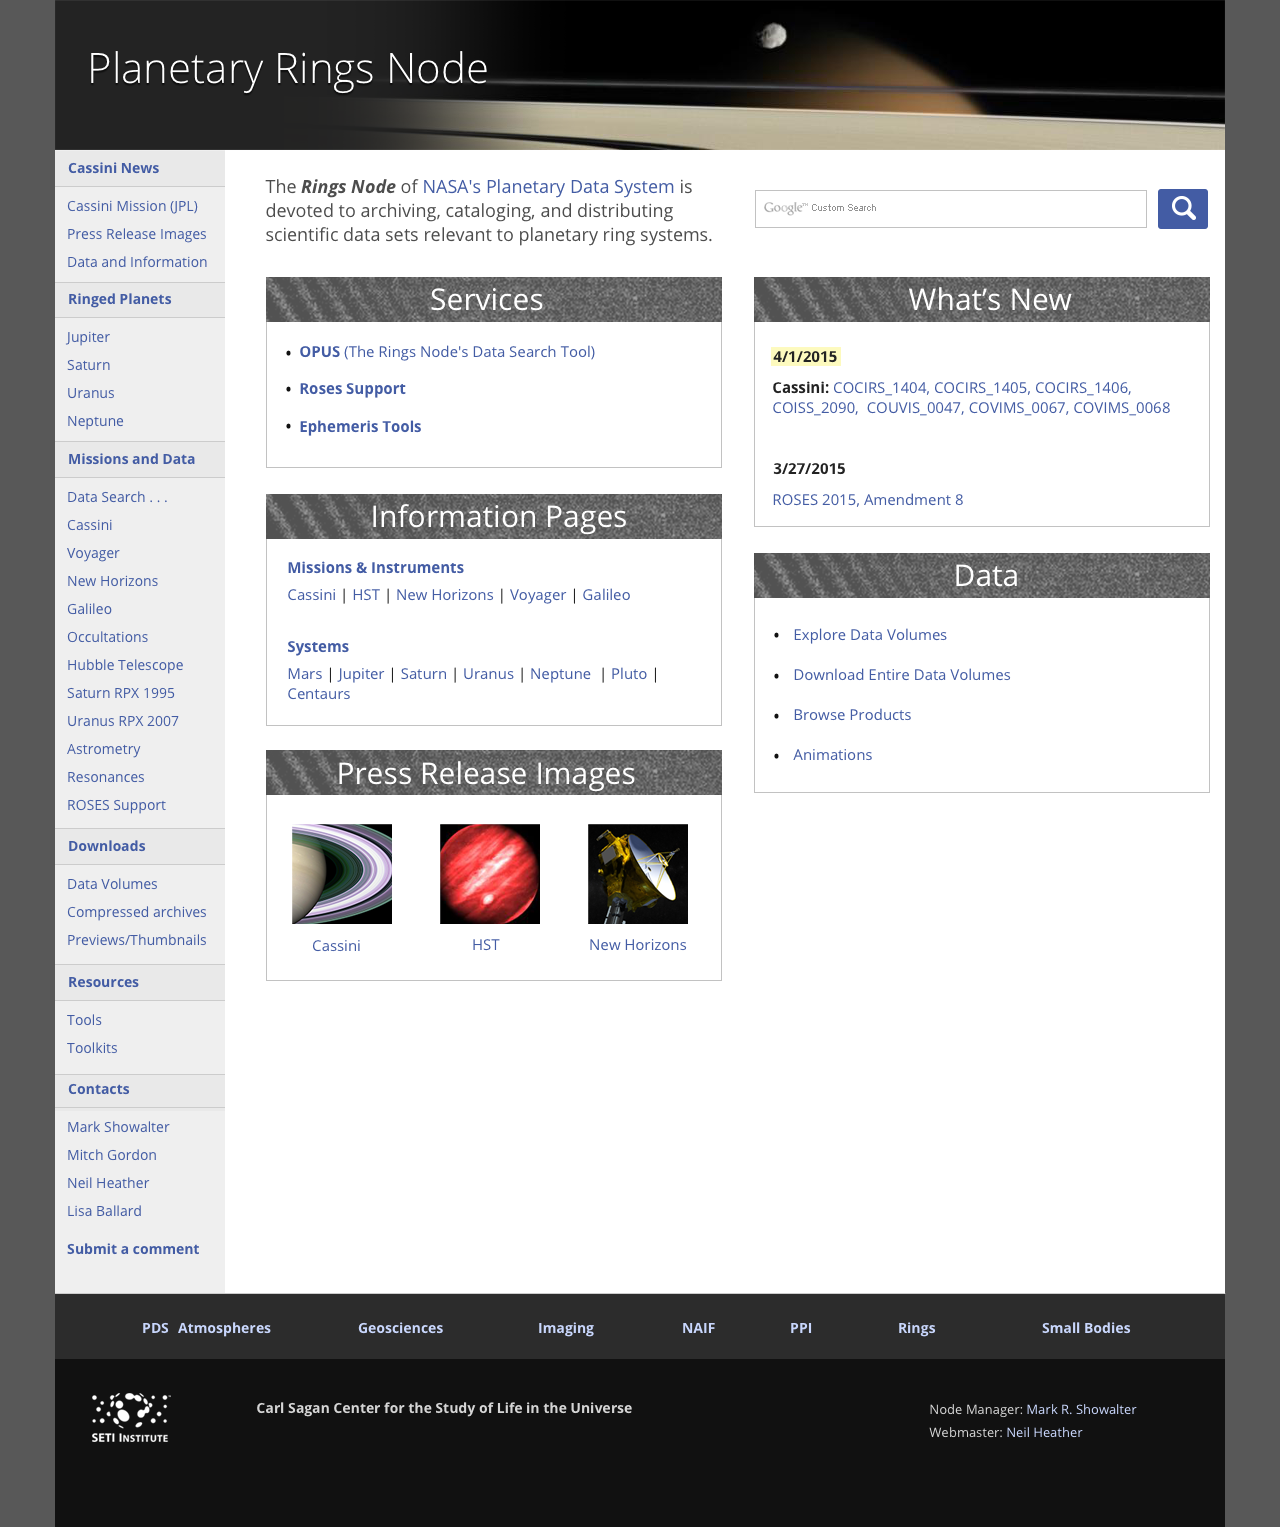 Planetary Rings Node
Cassini News
Cassini Mission (JPL)
Press Release Images
Data and Information
Ringed Planets
Jupiter
Saturn
Uranus
Neptune
Missions and Data
Data Search . . .
Cassini
Voyager
New Horizons
Galileo
Occultations
Hubble Telescope
Saturn RPX 1995
Uranus RPX 2007
Astrometry
Resonances
ROSES Support
Downloads
Data Volumes
Compressed archives
Previews/Thumbnails
Resources
Tools
Toolkits
Contacts
Mark Showalter
Mitch Gordon
Neil Heather
Lisa Ballard
Submit a comment
The Rings Node of NASA's Planetary Data System is
devoted to archiving, cataloging, and distributing
scientific data sets relevant to planetary ring systems.
Google™ Custom Search
Services
• OPUS (The Rings Node's Data Search Tool)
• Roses Support
• Ephemeris Tools
Information Pages
Missions & Instruments
Cassini | HST | New Horizons | Voyager | Galileo
Systems
Mars | Jupiter | Saturn | Uranus | Neptune | Pluto |
Centaurs
Press Release Images
Cassini
HST
New Horizons
What’s New
4/1/2015
Cassini: COCIRS_1404, COCIRS_1405, COCIRS_1406,
COISS_2090, COUVIS_0047, COVIMS_0067, COVIMS_0068
3/27/2015
ROSES 2015, Amendment 8
Data
• Explore Data Volumes
• Download Entire Data Volumes
• Browse Products
• Animations
PDS Atmospheres Geosciences Imaging NAIF PPI Rings Small Bodies
SETI INSTITUTE
Carl Sagan Center for the Study of Life in the Universe
Node Manager: Mark R. Showalter
Webmaster: Neil Heather